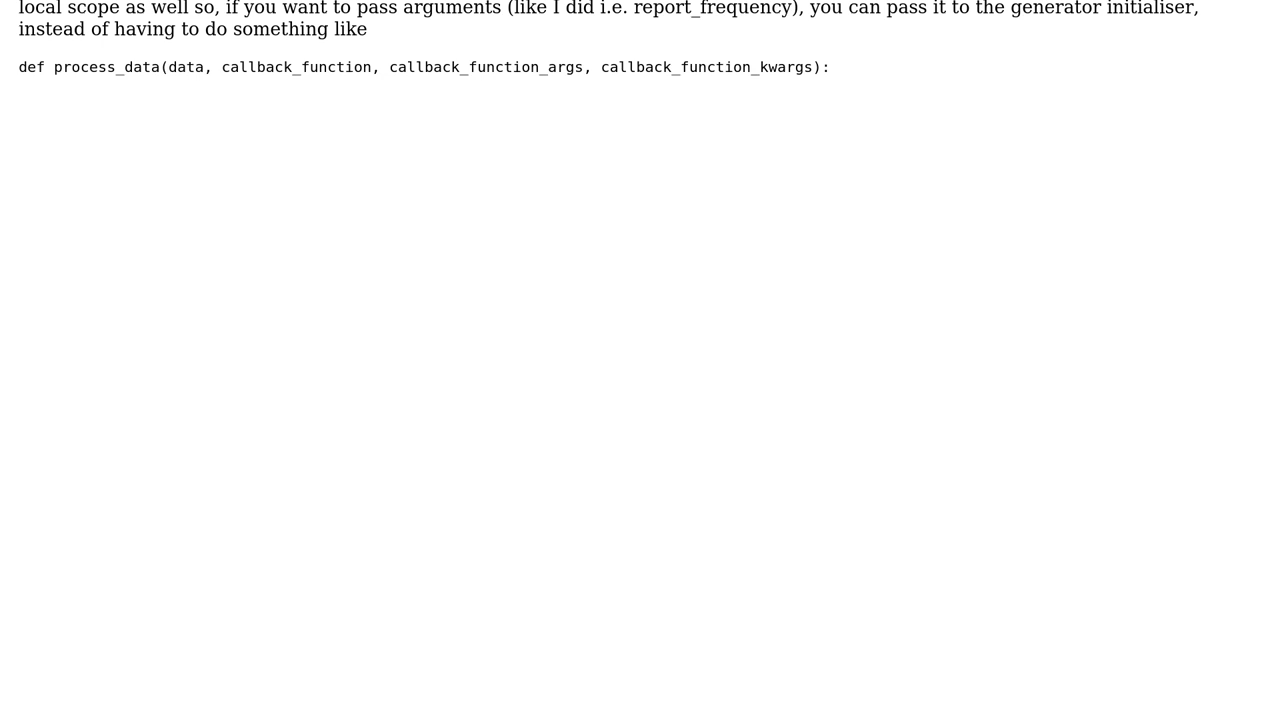 local scope as well so, if you want to pass arguments (like I did i.e. report_frequency), you can pass it to the generator initialiser,
instead of having to do something like
def process_data(data, callback_function, callback_function_args, callback_function_kwargs):